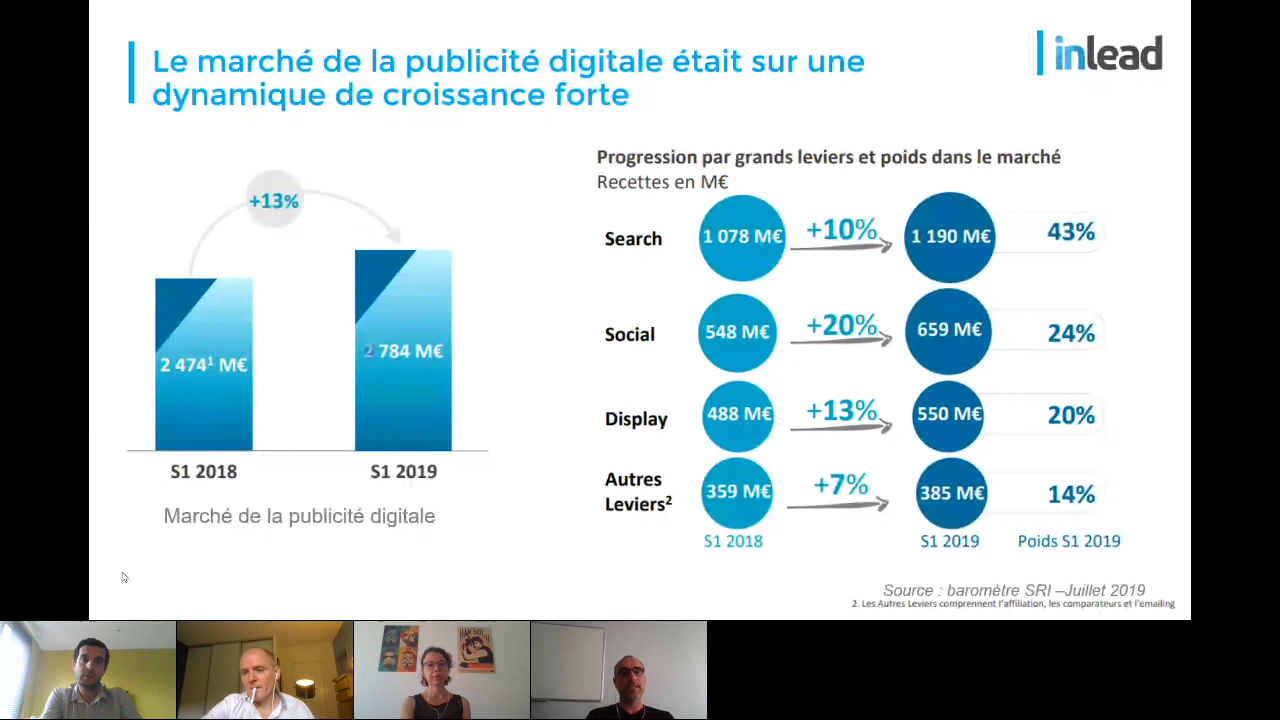 Le marché de la publicité digitale était sur une
dynamique de croissance forte
inlead
+13%
2 474¹ M€
2 784 M€
S1 2018
S1 2019
Marché de la publicité digitale
Progression par grands leviers et poids dans le marché
Recettes en M€
Search
1 078 M€
+10%
1 190 M€
43%
Social
548 M€
+20%
659 M€
24%
Display
488 M€
+13%
550 M€
20%
Autres
Leviers²
359 M€
+7%
385 M€
14%
S1 2018
S1 2019
Poids S1 2019
Source : baromètre SRI –Juillet 2019
2. Les Autres Leviers comprennent l'affiliation, les comparateurs et l'emailing
HAN SOLO